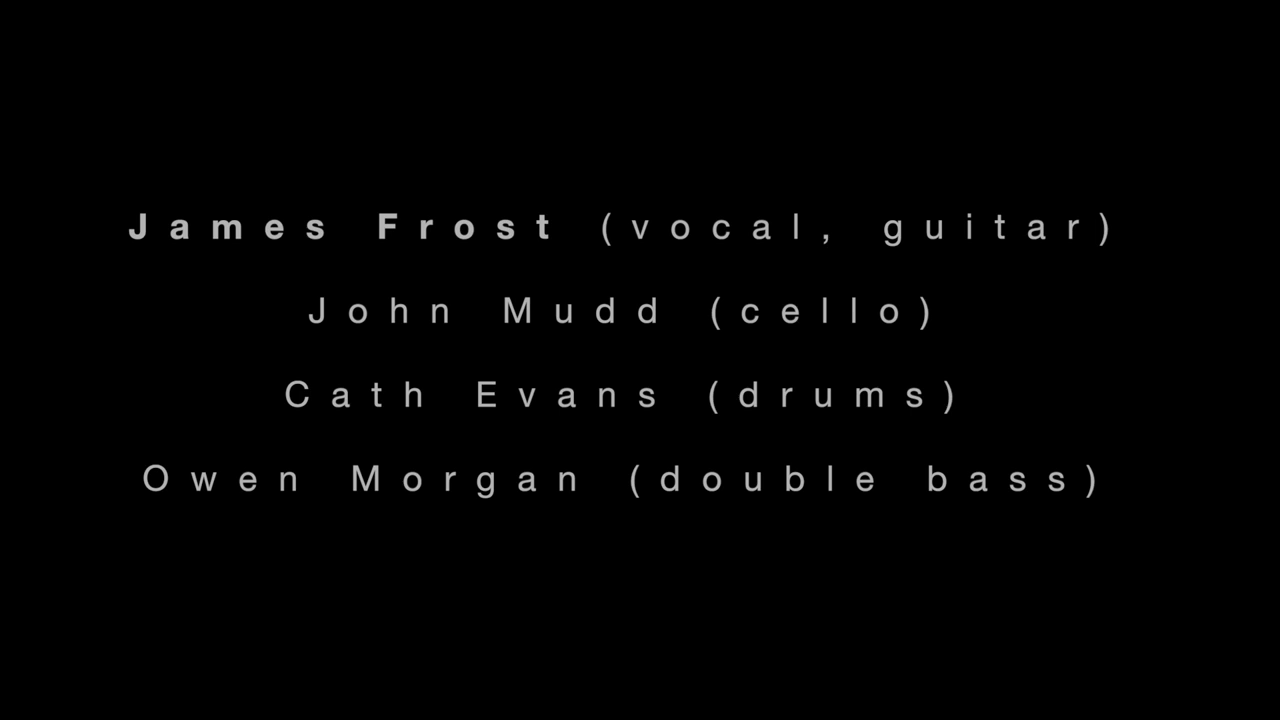 James Frost (vocal, guitar)
John Mudd (cello)
Cath Evans (drums)
Owen Morgan (double bass)